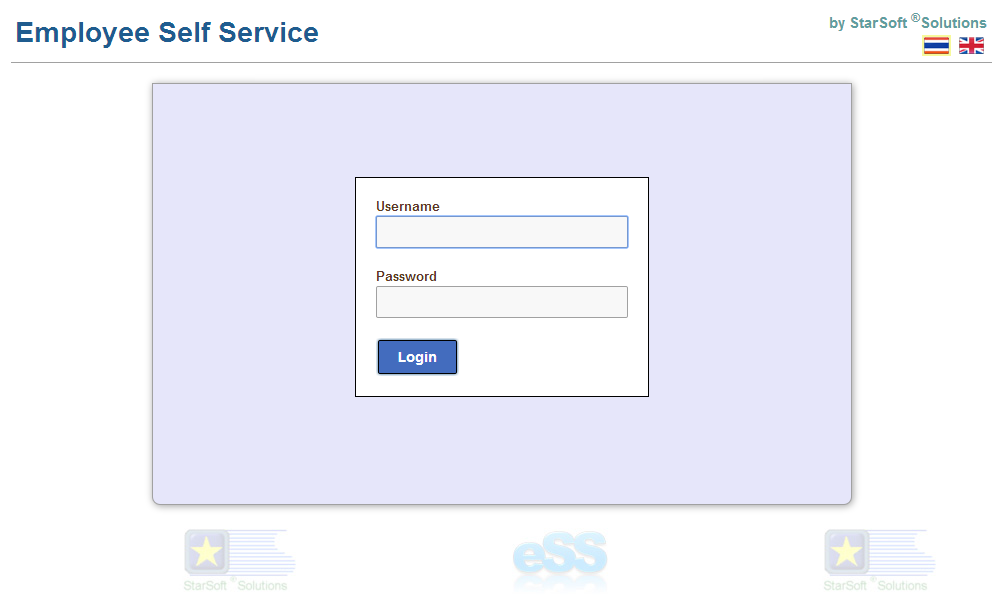 Employee Self Service
by StarSoft ®Solutions
Username
Password
Login
StarSoft ® Solutions
eSS
StarSoft ® Solutions